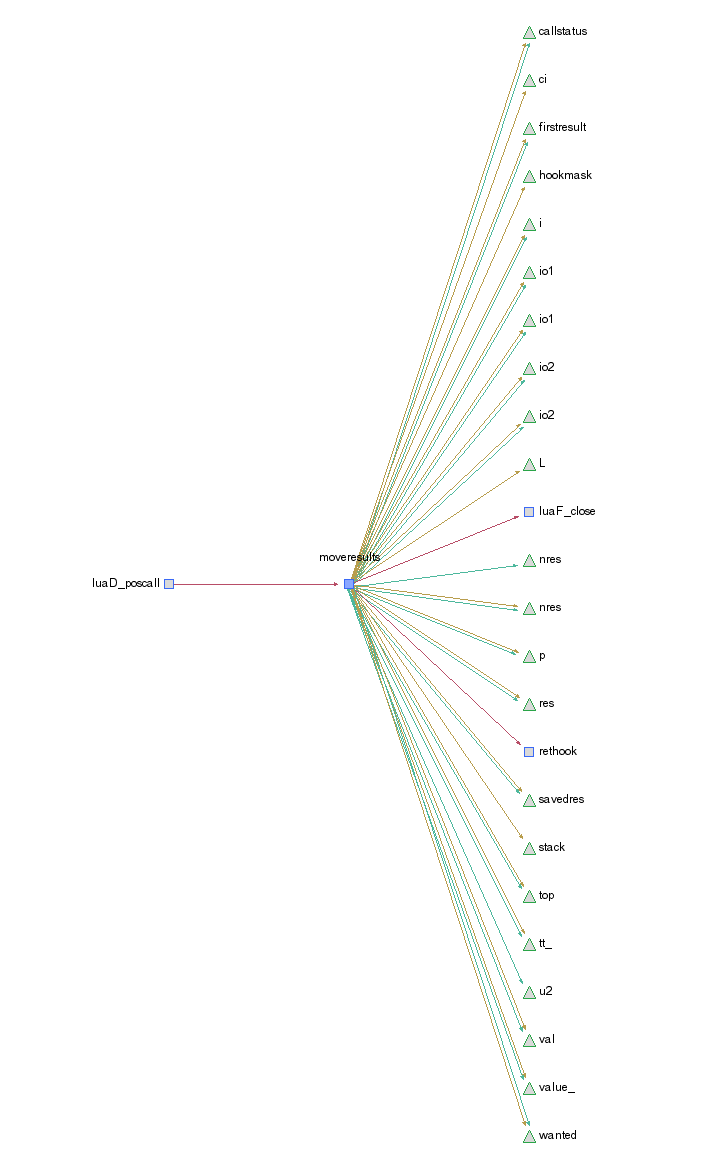 callstatus
ci
firstresult
hookmask
i
io1
io1
io2
io2
L
luaF_close
moveresults
nres
luaD_poscall
nres
p
res
rethook
savedres
stack
top
tt_
u2
val
value_
wanted